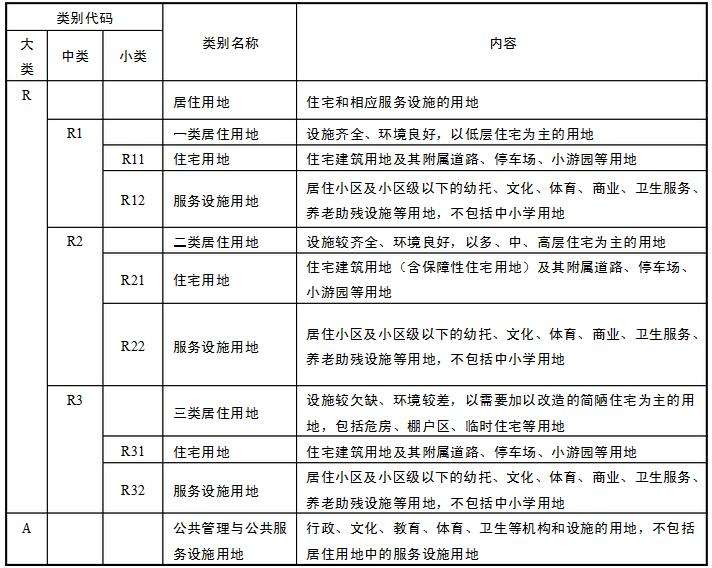 类别代码
类别名称
内容
大
类
中类
小类
R
居住用地
住宅和相应服务设施的用地
R1
一类居住用地
设施齐全、环境良好，以低层住宅为主的用地
R11
住宅用地
住宅建筑用地及其附属道路、停车场、小游园等用地
R12
服务设施用地
居住小区及小区级以下的幼托、文化、体育、商业、卫生服务、
养老助残设施等用地，不包括中小学用地
R2
二类居住用地
设施较齐全、环境良好，以多、中、高层住宅为主的用地
R21
住宅用地
住宅建筑用地（含保障性住宅用地）及其附属道路、停车场、
小游园等用地
R22
服务设施用地
居住小区及小区级以下的幼托、文化、体育、商业、卫生服务、
养老助残设施等用地，不包括中小学用地
R3
三类居住用地
设施较欠缺、环境较差，以需要加以改造的简陋住宅为主的用
地，包括危房、棚户区、临时住宅等用地
R31
住宅用地
住宅建筑用地及其附属道路、停车场、小游园等用地
R32
服务设施用地
居住小区及小区级以下的幼托、文化、体育、商业、卫生服务、
养老助残设施等用地，不包括中小学用地
A
公共管理与公共服
务设施用地
行政、文化、教育、体育、卫生等机构和设施的用地，不包括
居住用地中的服务设施用地